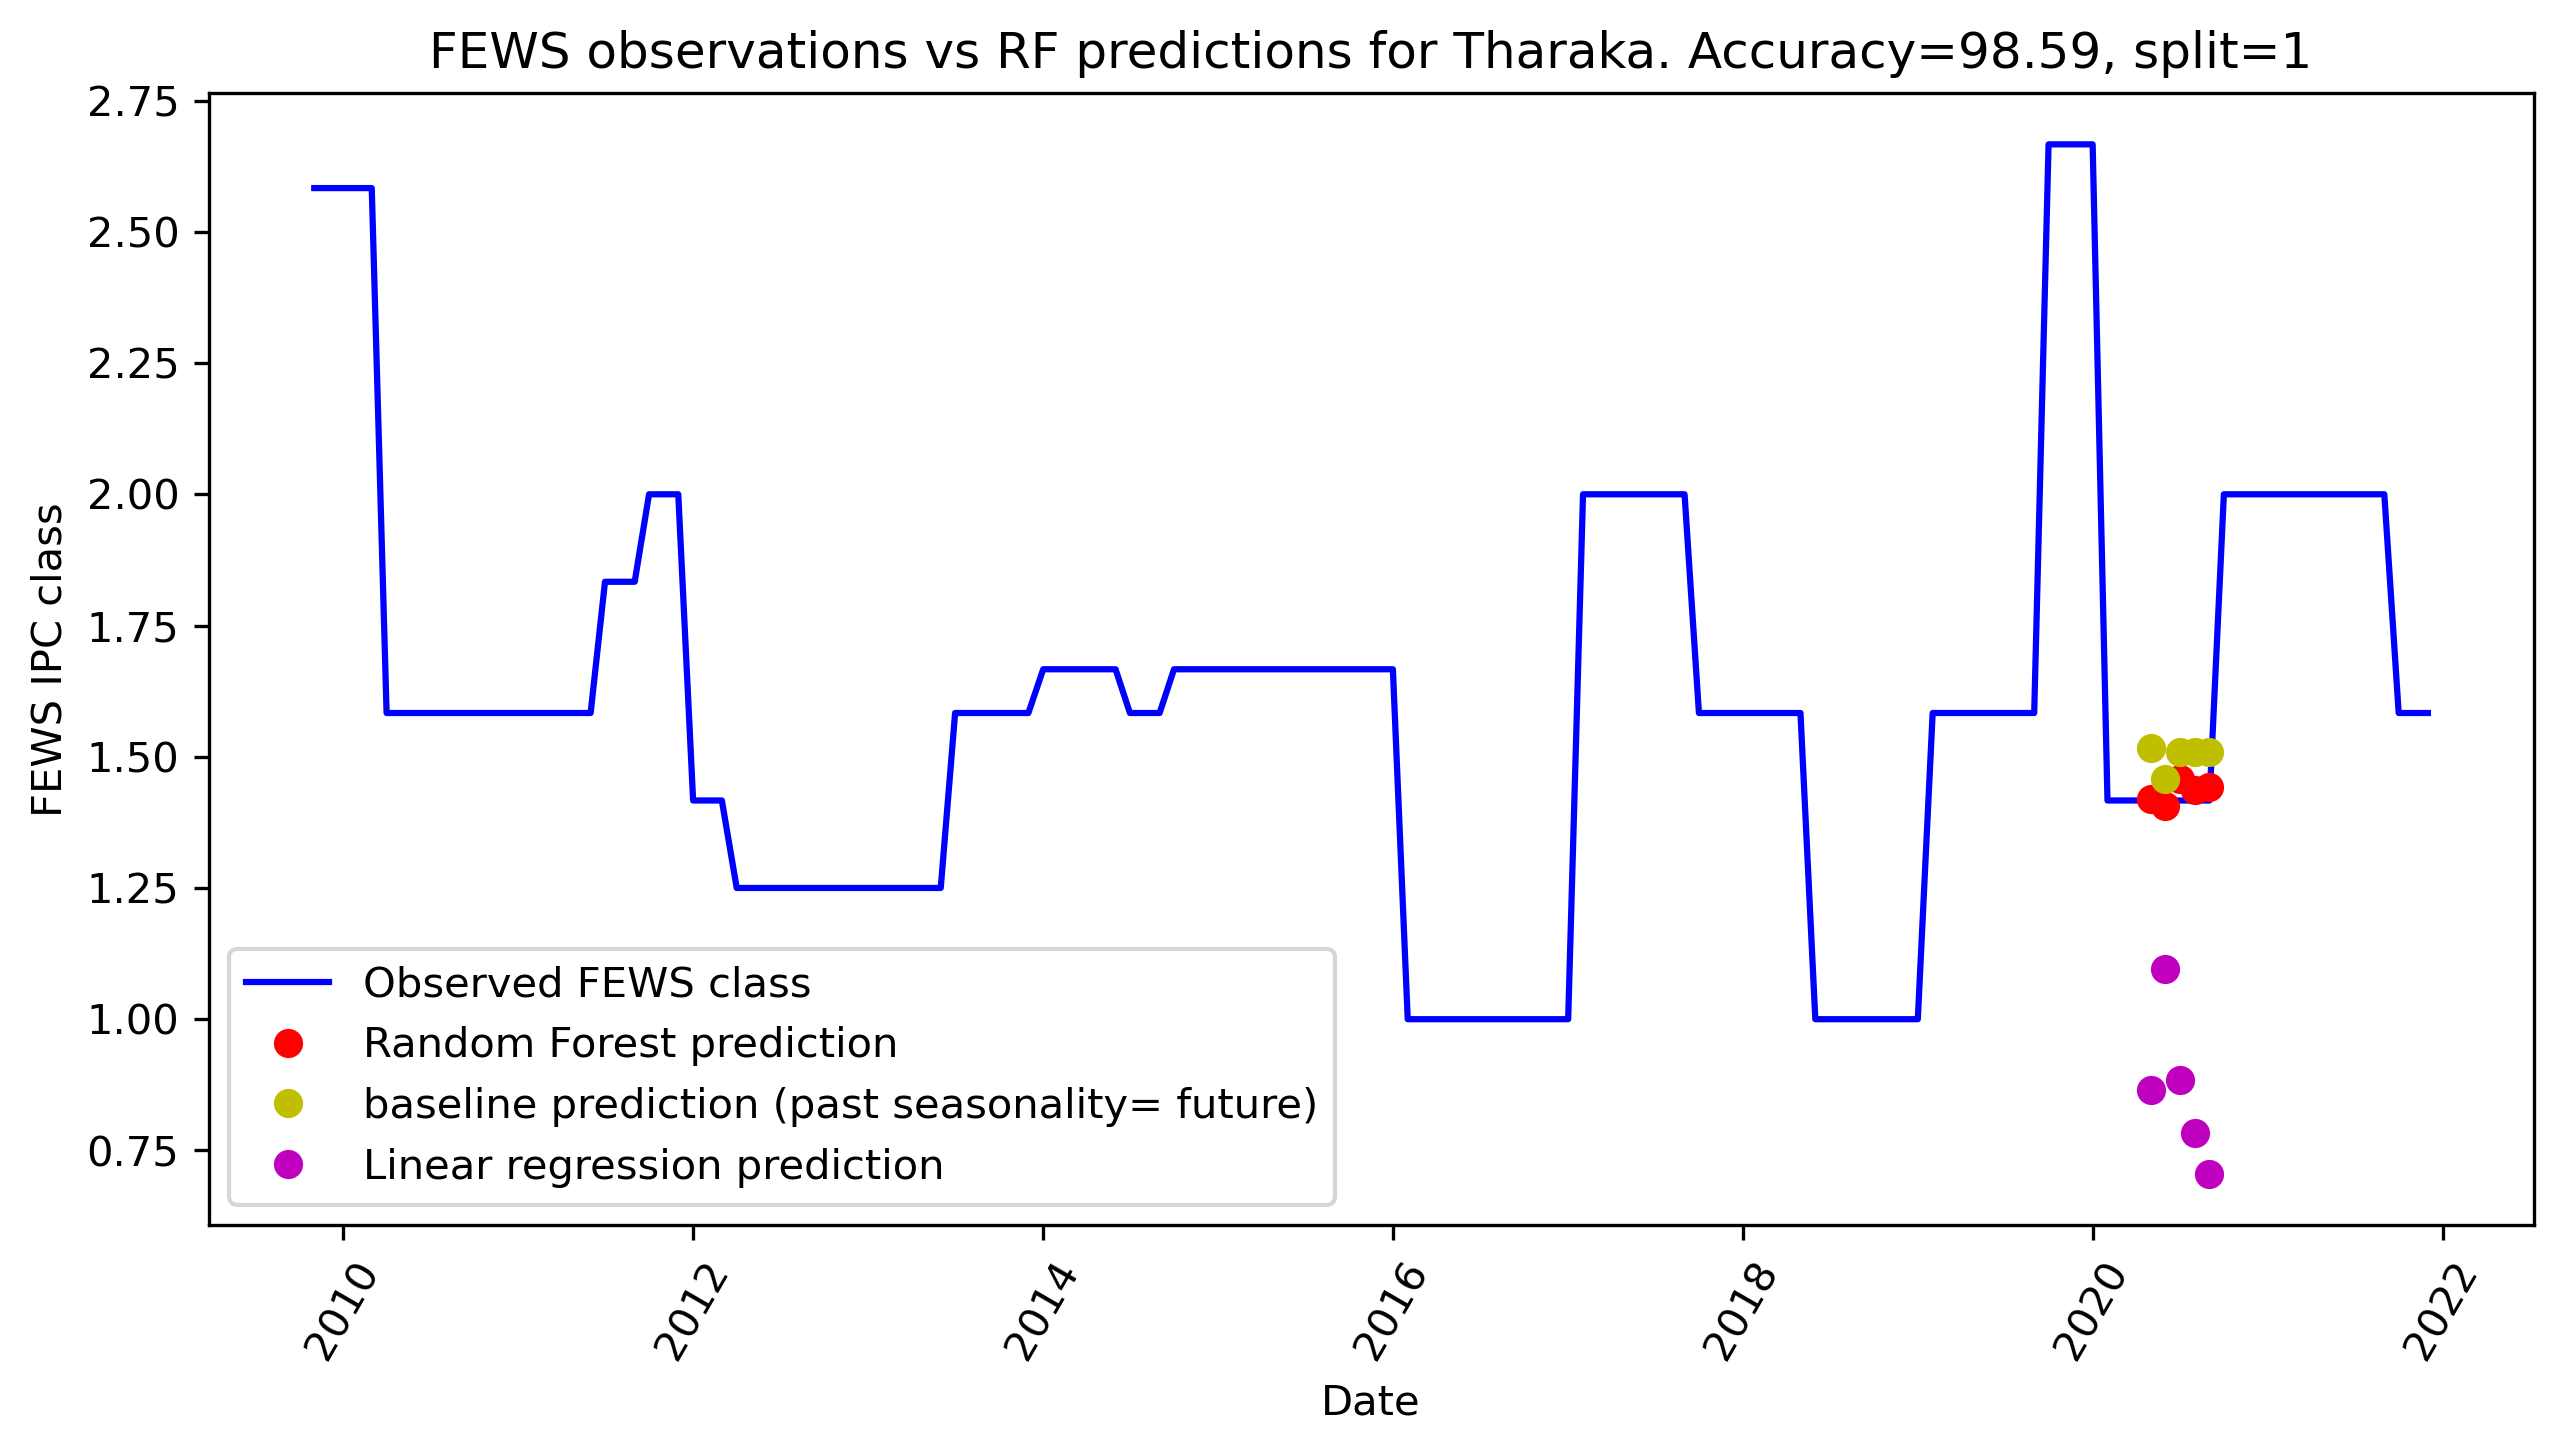 FEWS observations vs RF predictions for Tharaka. Accuracy=98.59, split=1
FEWS IPC class
2.75
2.50
2.25
2.00
1.75
1.50
1.25
1.00
0.75
Observed FEWS class
Random Forest prediction
baseline prediction (past seasonality= future)
Linear regression prediction
2010
2012
2014
2016
2018
2020
2022
Date